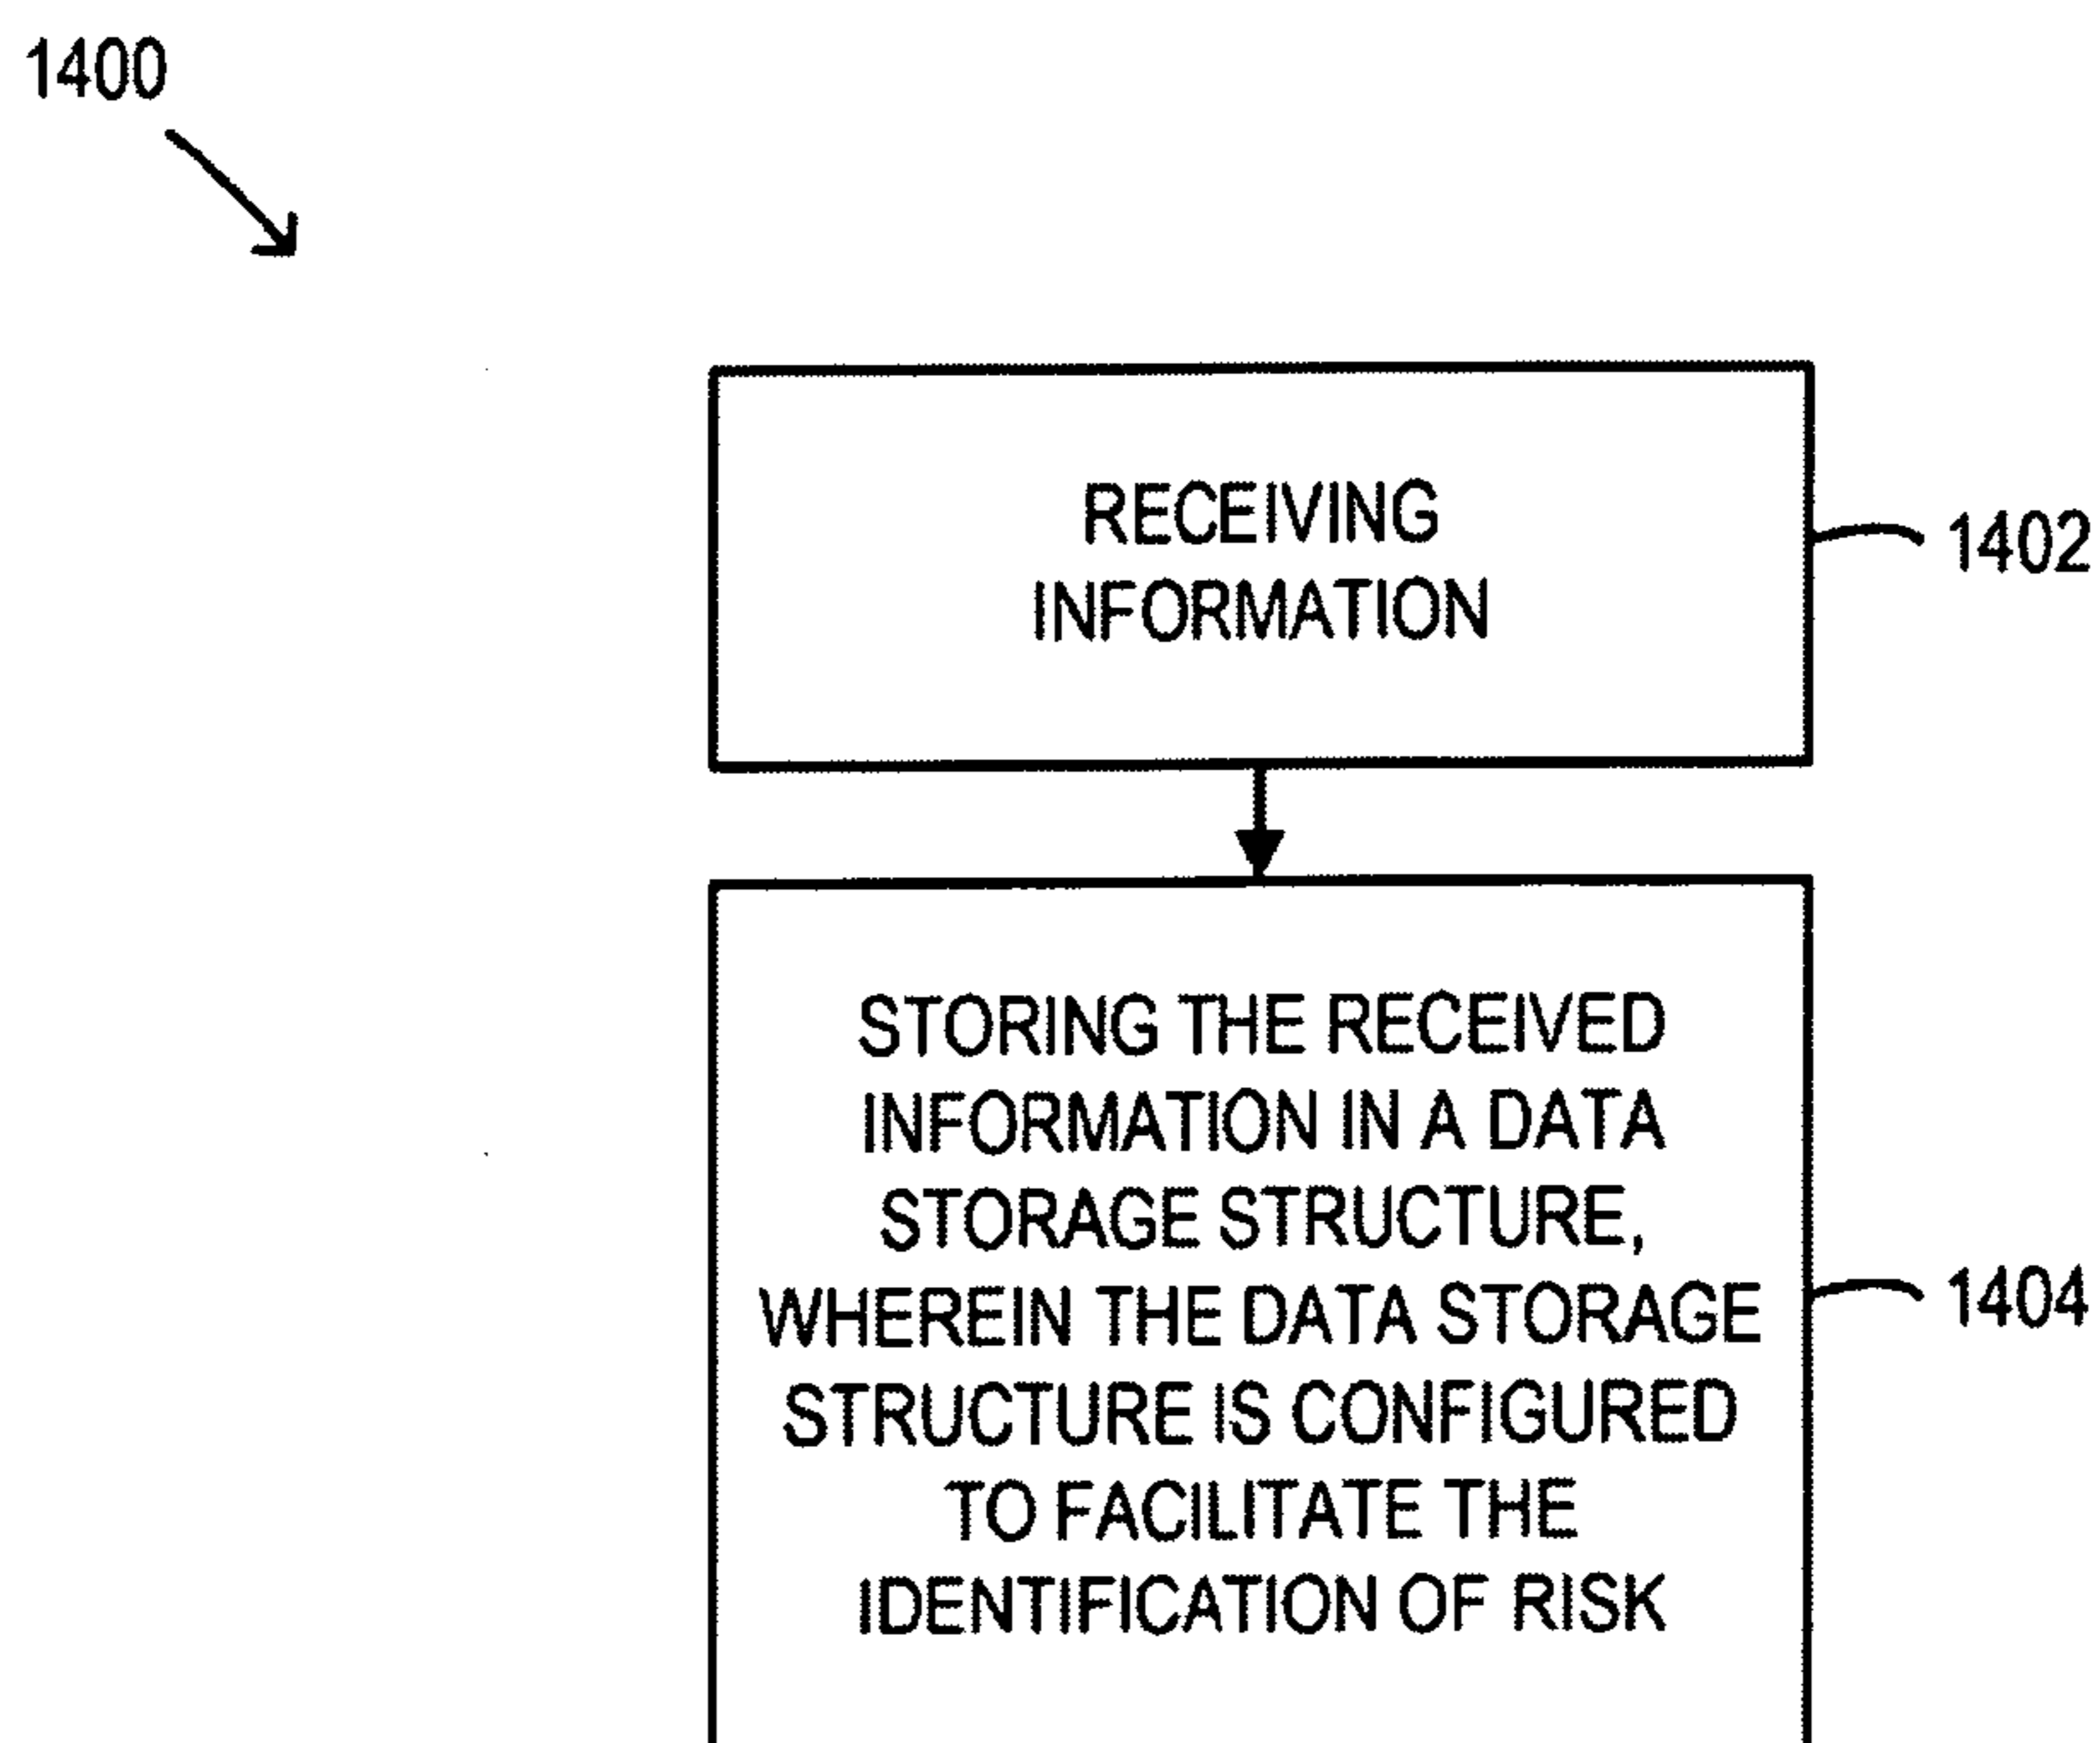 1400
RECEIVING
INFORMATION
1402
STORING THE RECEIVED
INFORMATION IN A DATA
STORAGE STRUCTURE,
WHEREIN THE DATA STORAGE
STRUCTURE IS CONFIGURED
TO FACILITATE THE
IDENTIFICATION OF RISK
1404